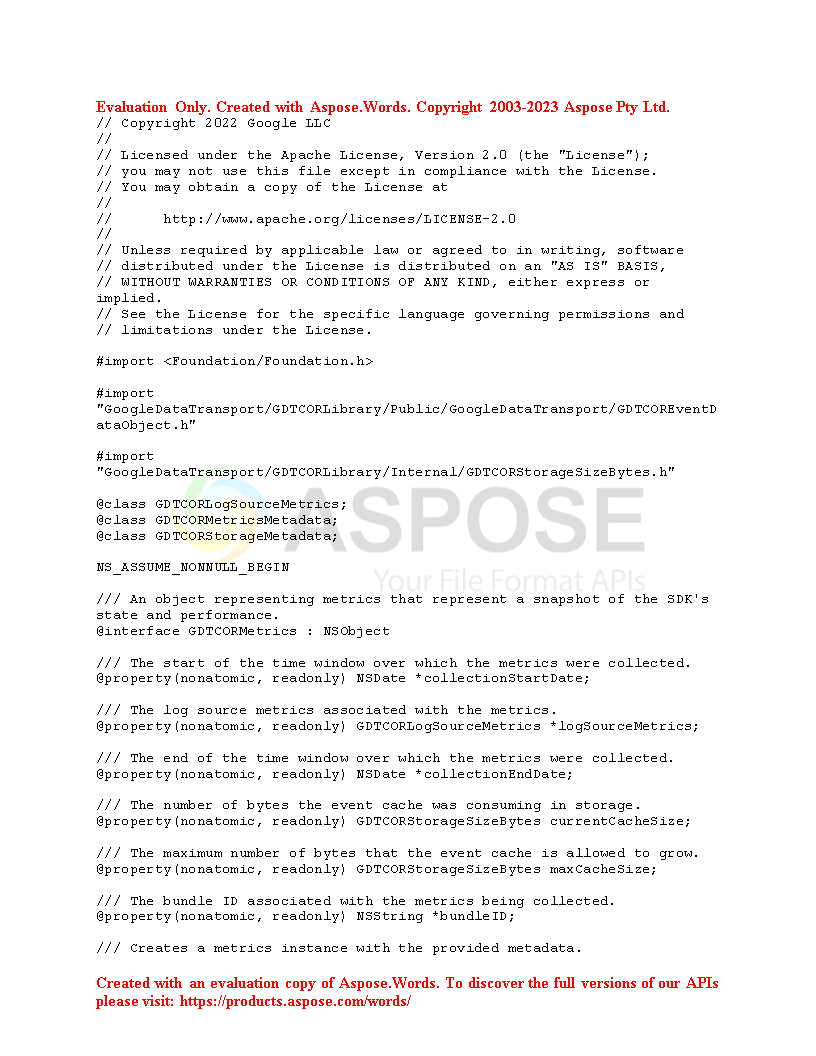 Evaluation Only. Created with Aspose.Words. Copyright 2003-2023 Aspose Pty Ltd.
// Copyright 2022 Google LLC
//
// Licensed under the Apache License, Version 2.0 (the "License");
// you may not use this file except in compliance with the License.
// You may obtain a copy of the License at
//
//      http://www.apache.org/licenses/LICENSE-2.0
//
// Unless required by applicable law or agreed to in writing, software
// distributed under the License is distributed on an "AS IS" BASIS,
// WITHOUT WARRANTIES OR CONDITIONS OF ANY KIND, either express or
implied.
// See the License for the specific language governing permissions and
// limitations under the License.

#import <Foundation/Foundation.h>

#import
"GoogleDataTransport/GDTCORLibrary/Public/GoogleDataTransport/GDTCOREventD
ataObject.h"

#import
"GoogleDataTransport/GDTCORLibrary/Internal/GDTCORStorageSizeBytes.h"

@class GDTCORLogSourceMetrics;
@class GDTCORMetricsMetadata;
@class GDTCORStorageMetadata;
ASPOSE
Your File Format APIs

NS_ASSUME_NONNULL_BEGIN

/// An object representing metrics that represent a snapshot of the SDK's
state and performance.
@interface GDTCORMetrics : NSObject

/// The start of the time window over which the metrics were collected.
@property(nonatomic, readonly) NSDate *collectionStartDate;

/// The log source metrics associated with the metrics.
@property(nonatomic, readonly) GDTCORLogSourceMetrics *logSourceMetrics;

/// The end of the time window over which the metrics were collected.
@property(nonatomic, readonly) NSDate *collectionEndDate;

/// The number of bytes the event cache was consuming in storage.
@property(nonatomic, readonly) GDTCORStorageSizeBytes currentCacheSize;

/// The maximum number of bytes that the event cache is allowed to grow.
@property(nonatomic, readonly) GDTCORStorageSizeBytes maxCacheSize;

/// The bundle ID associated with the metrics being collected.
@property(nonatomic, readonly) NSString *bundleID;

/// Creates a metrics instance with the provided metadata.

Created with an evaluation copy of Aspose.Words. To discover the full versions of our APIs
please visit: https://products.aspose.com/words/